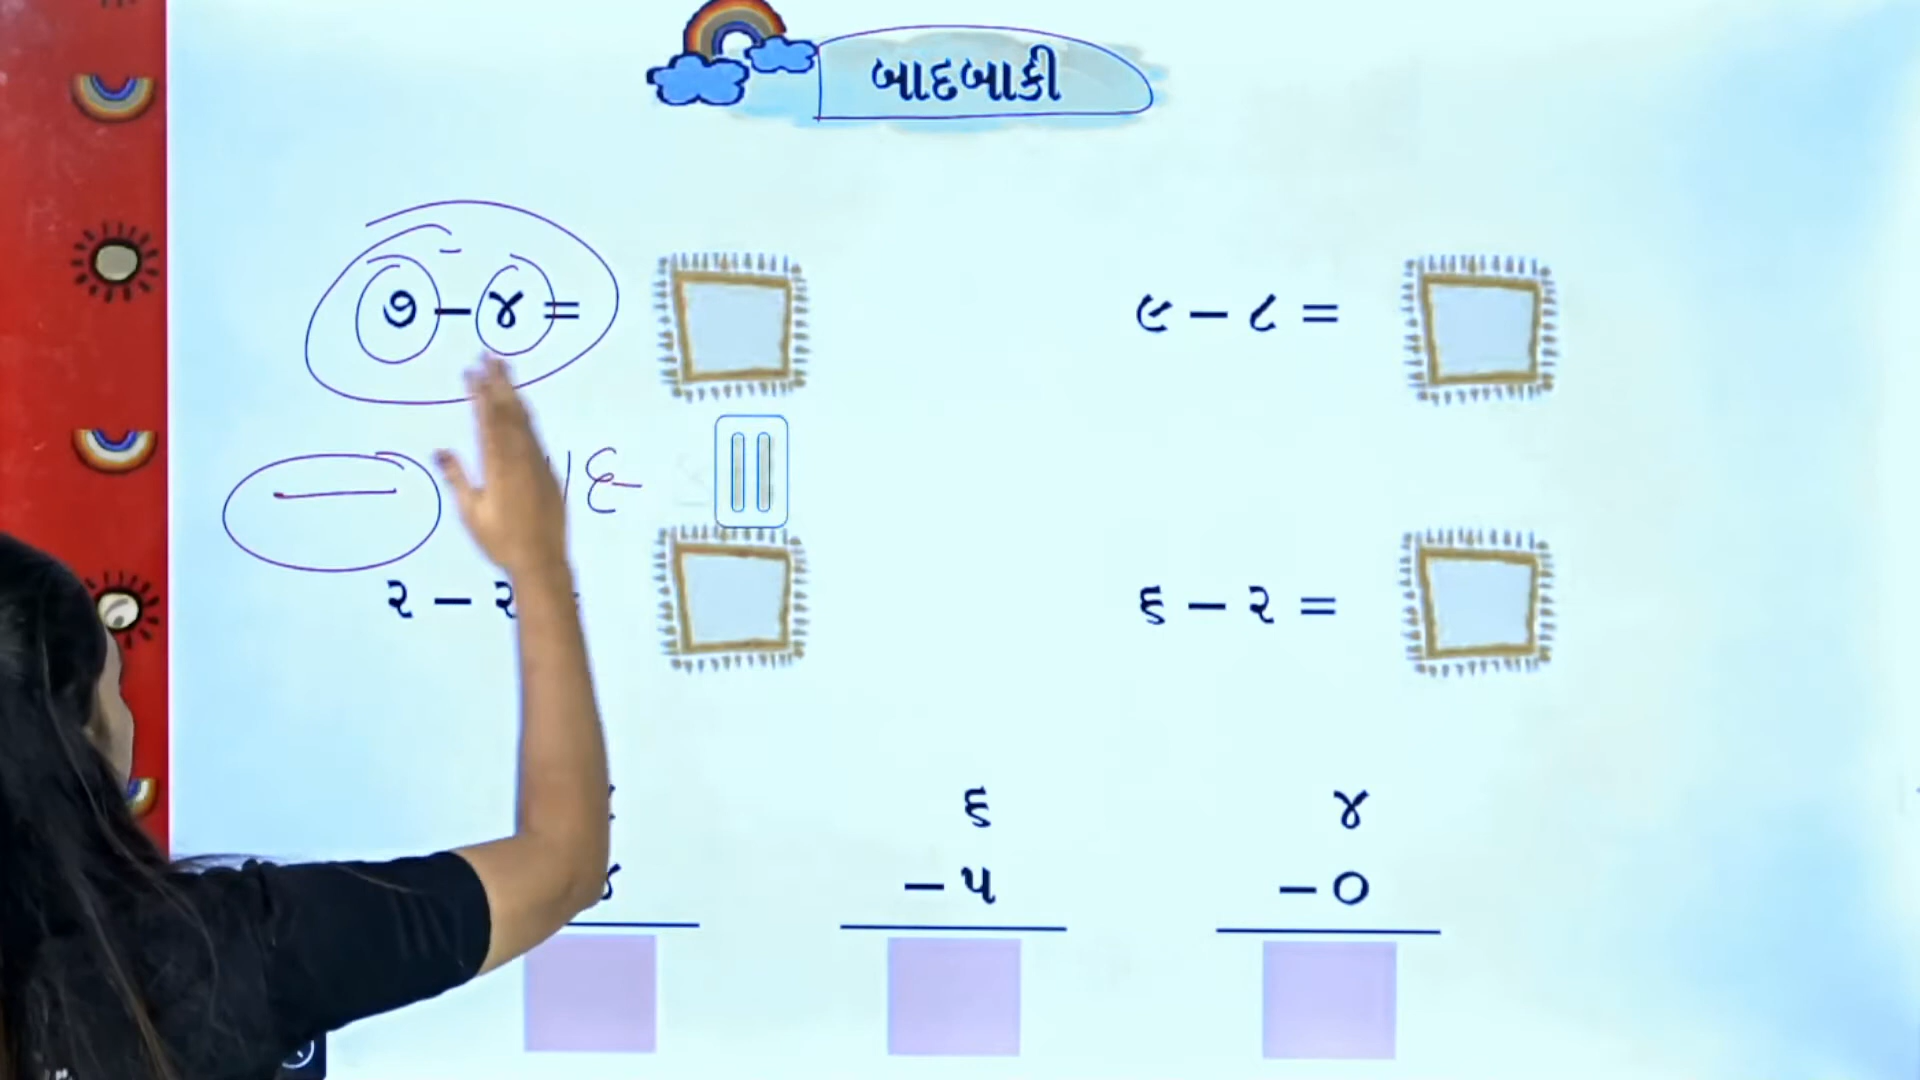 બાદબાકી
૭ – ૪ =
૯ – ૮ =
૨ – ૨
૬ – ૨ =
૬
૪
– ૫
– ૦